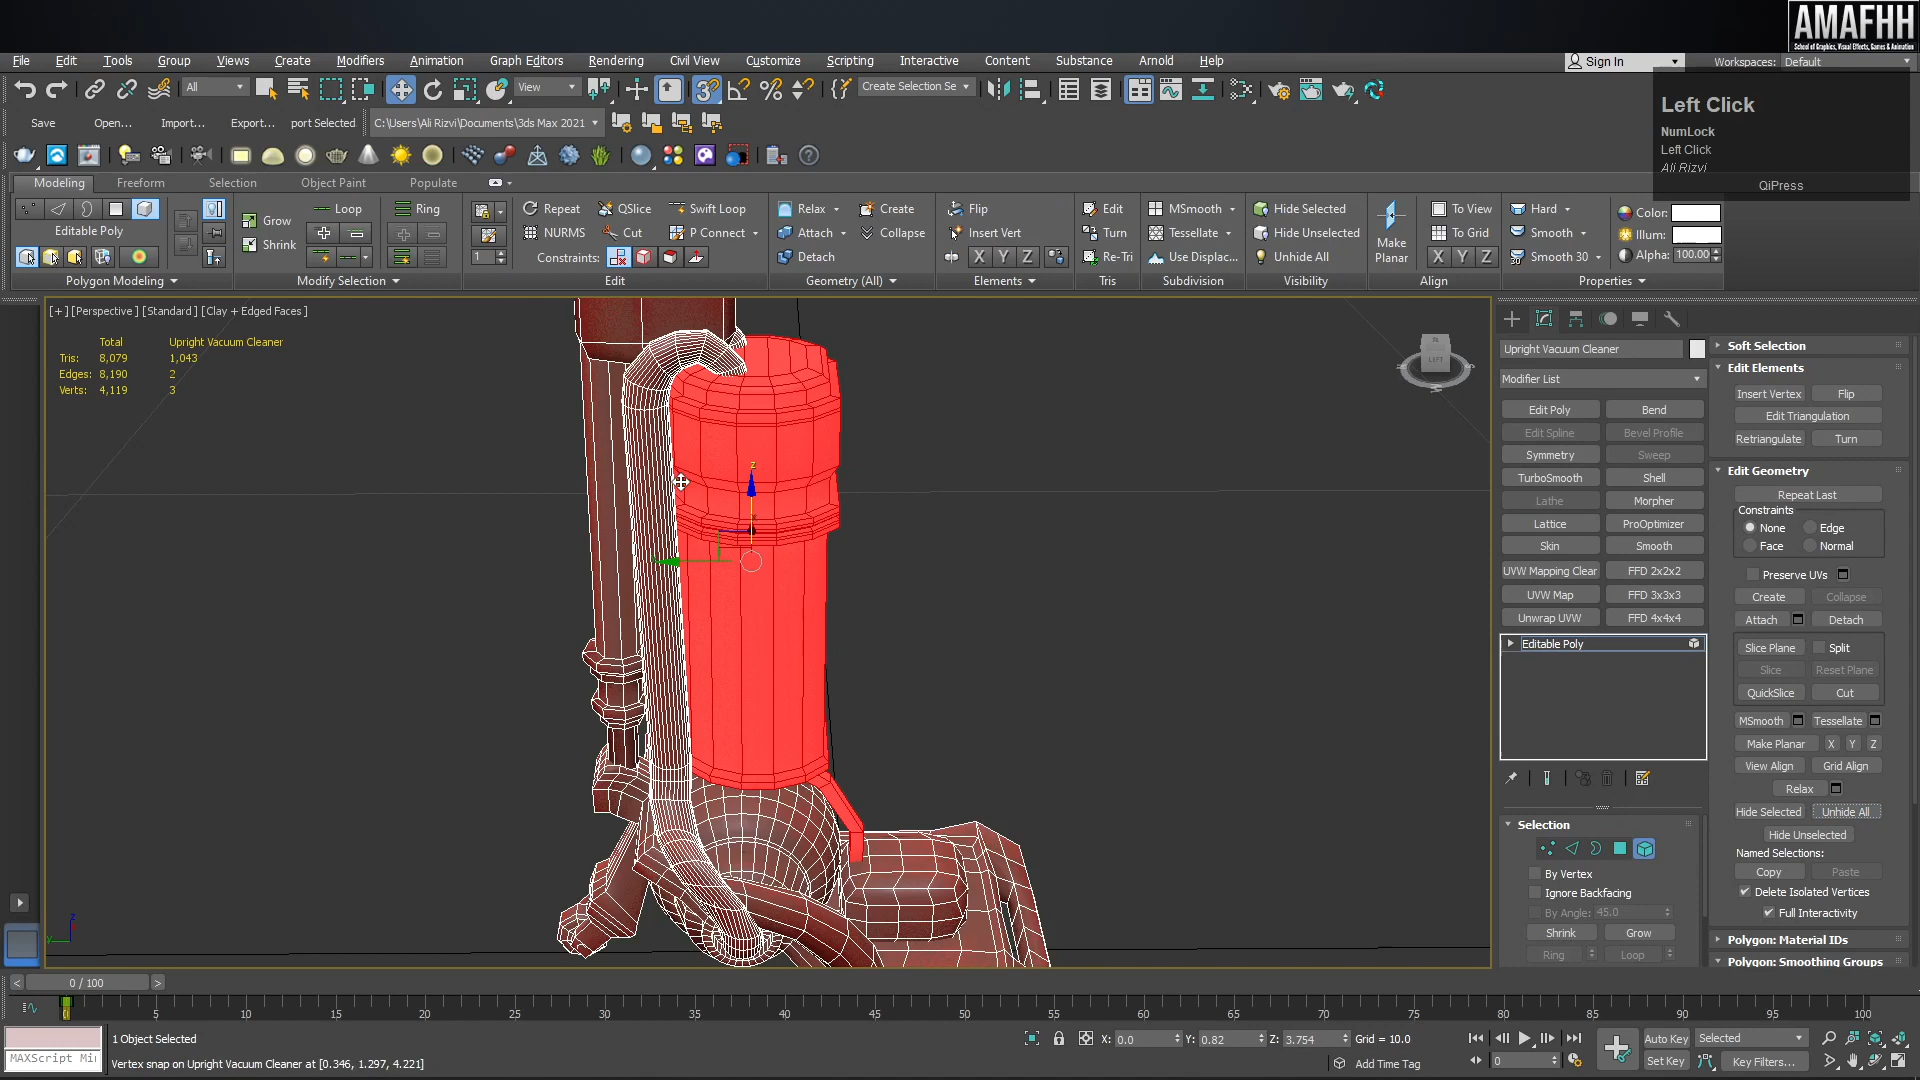 AMAFHH
School of Graphics, Visual Effects, Games & Animation
File Edit Tools Group Views Create Modifiers Animation Graph Editors Rendering Civil View Customize Scripting Interactive Content Substance Arnold Help
Sign In Workspaces: Default
All View Create Selection Se
Left Click
NumLock
Left Click
Ali Rizvi
QiPress
Save Open... Import... Export... port Selected C:\Users\Ali Rizvi\Documents\3ds Max 2021
Modeling Freeform Selection Object Paint Populate
Loop Ring Repeat QSlice Swift Loop Relax Create Flip Edit MSmooth Hide Selected To View Hard Color:
Editable Poly Grow NURMS Cut P Connect Attach Collapse Insert Vert Turn Tessellate Hide Unselected Make Planar To Grid Smooth Illum:
Shrink 1 Constraints: Detach X Y Z Re-Tri Use Displac... Unhide All X Y Z Smooth 30 Alpha: 100.00
Polygon Modeling Modify Selection Edit Geometry (All) Elements Tris Subdivision Visibility Align Properties
[+] [Perspective] [Standard] [Clay + Edged Faces]
Total Upright Vacuum Cleaner
Tris: 8,079 1,043
Edges: 8,190 2
Verts: 4,119 3
z
LEFT
Upright Vacuum Cleaner
Modifier List
Edit Poly Bend
Edit Spline Bevel Profile
Symmetry Sweep
TurboSmooth Shell
Lathe Morpher
Lattice ProOptimizer
Skin Smooth
UVW Mapping Clear FFD 2x2x2
UVW Map FFD 3x3x3
Unwrap UVW FFD 4x4x4
Editable Poly
Selection
By Vertex
Ignore Backfacing
By Angle: 45.0
Shrink Grow
Ring Loop
Soft Selection
Edit Elements
Insert Vertex Flip
Edit Triangulation
Retriangulate Turn
Edit Geometry
Repeat Last
Constraints
None Edge
Face Normal
Preserve UVs
Create Collapse
Attach Detach
Slice Plane Split
Slice Reset Plane
QuickSlice Cut
MSmooth Tessellate
Make Planar X Y Z
View Align Grid Align
Relax
Hide Selected Unhide All
Hide Unselected
Named Selections:
Copy Paste
Delete Isolated Vertices
Full Interactivity
Polygon: Material IDs
Polygon: Smoothing Groups
z
y
< 0 / 100 >
0 5 10 15 20 25 30 35 40 45 50 55 60 65 70 75 80 85 90 95 100
1 Object Selected X: 0.0 Y: 0.82 Z: 3.754 Grid = 10.0 Auto Key Selected
MAXScript Mi Vertex snap on Upright Vacuum Cleaner at [0.346, 1.297, 4.221] Add Time Tag 0 Set Key Key Filters...